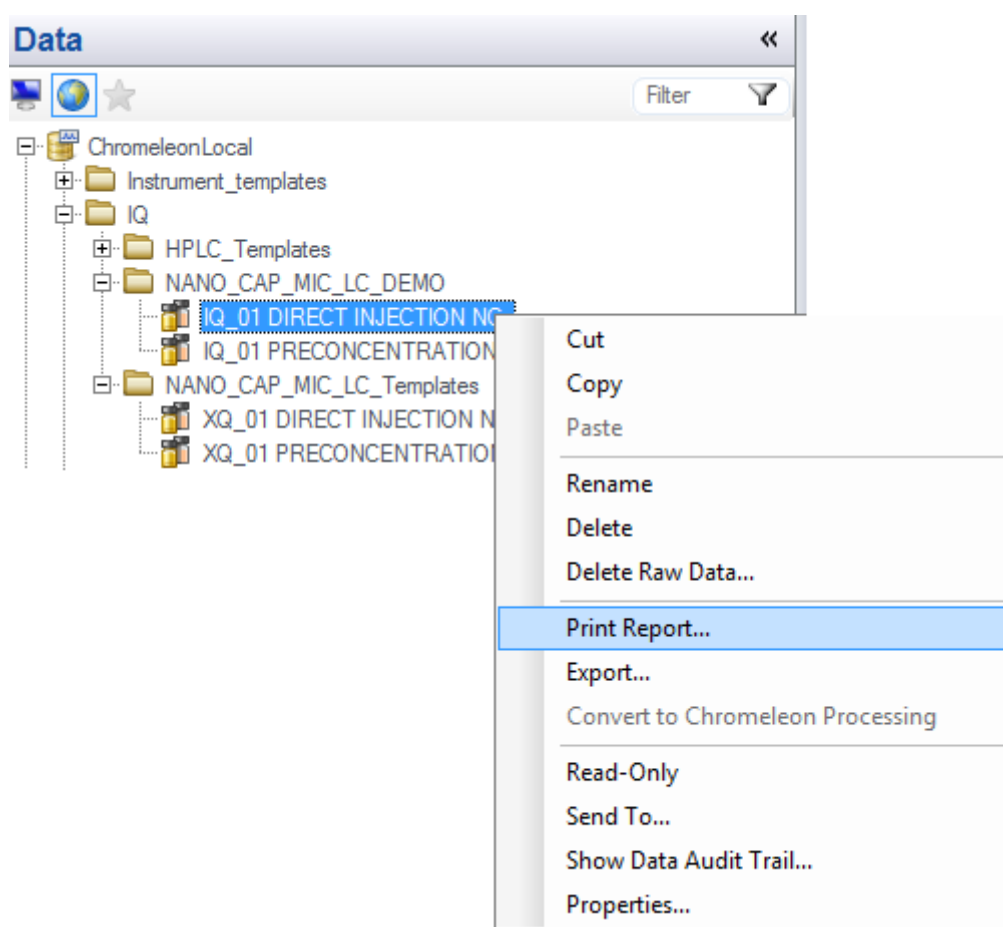 Data
Filter
ChromeleonLocal
Instrument_templates
IQ
HPLC_Templates
NANO_CAP_MIC_LC_DEMO
IQ_01 DIRECT INJECTION NC
IQ_01 PRECONCENTRATION
NANO_CAP_MIC_LC_Templates
XQ_01 DIRECT INJECTION N
XQ_01 PRECONCENTRATIO
Cut
Copy
Paste
Rename
Delete
Delete Raw Data...
Print Report...
Export...
Convert to Chromeleon Processing
Read-Only
Send To...
Show Data Audit Trail...
Properties...